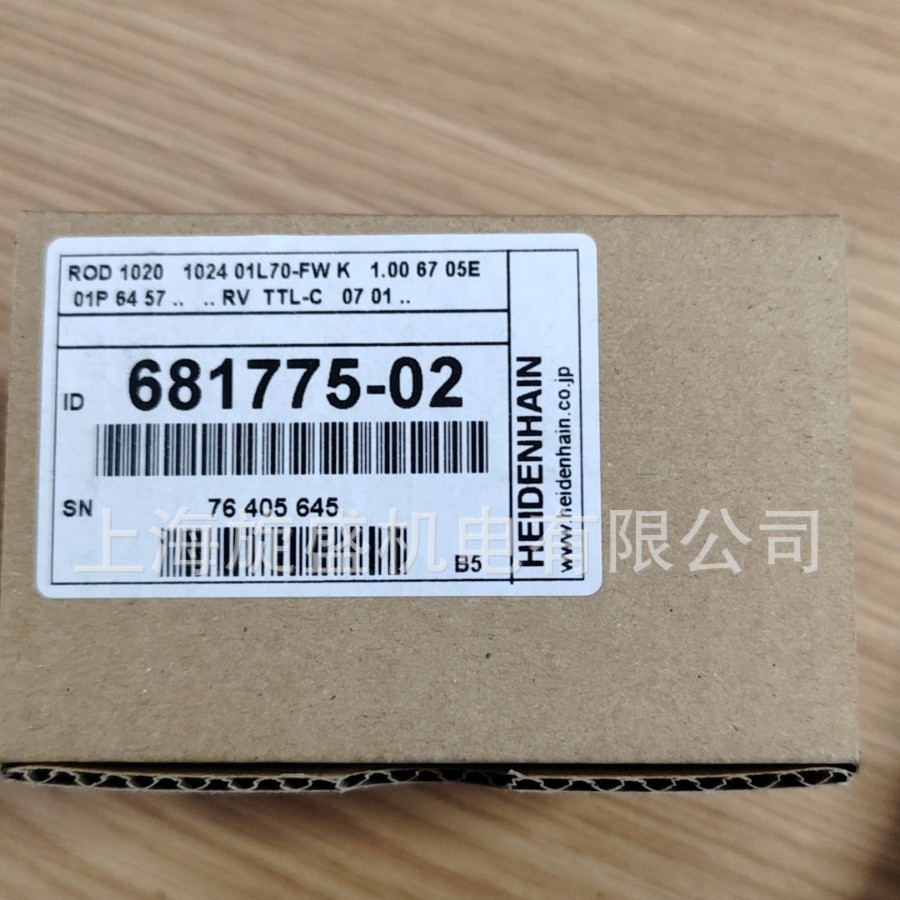 ROD 1020 1024 01L70-FW K 1.00 67 05E
01P 64 57 .. .. RV TTL-C 07 01 ..
ID 681775-02
SN 76 405 645
B5
HEIDENHAIN
www.heidenhain.co.jp
上海旋盛机电有限公司